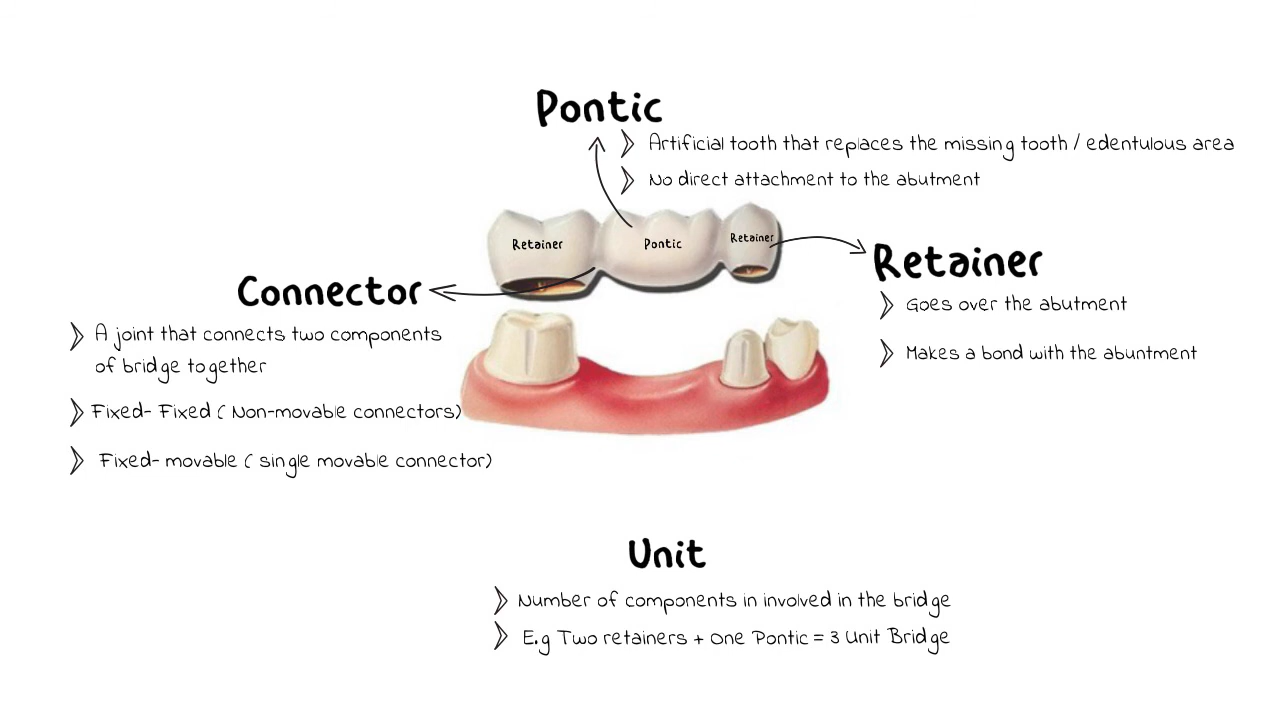 Pontic
Artificial tooth that replaces the missing tooth / edentulous area
No direct attachment to the abutment
Retainer
Pontic
Retainer
Retainer
Goes over the abutment
Makes a bond with the abuntment
Connector
A joint that connects two components
of bridge together
Fixed- Fixed ( Non-movable connectors)
Fixed- movable ( single movable connector)
Unit
Number of components in involved in the bridge
E.g Two retainers + One Pontic = 3 Unit Bridge